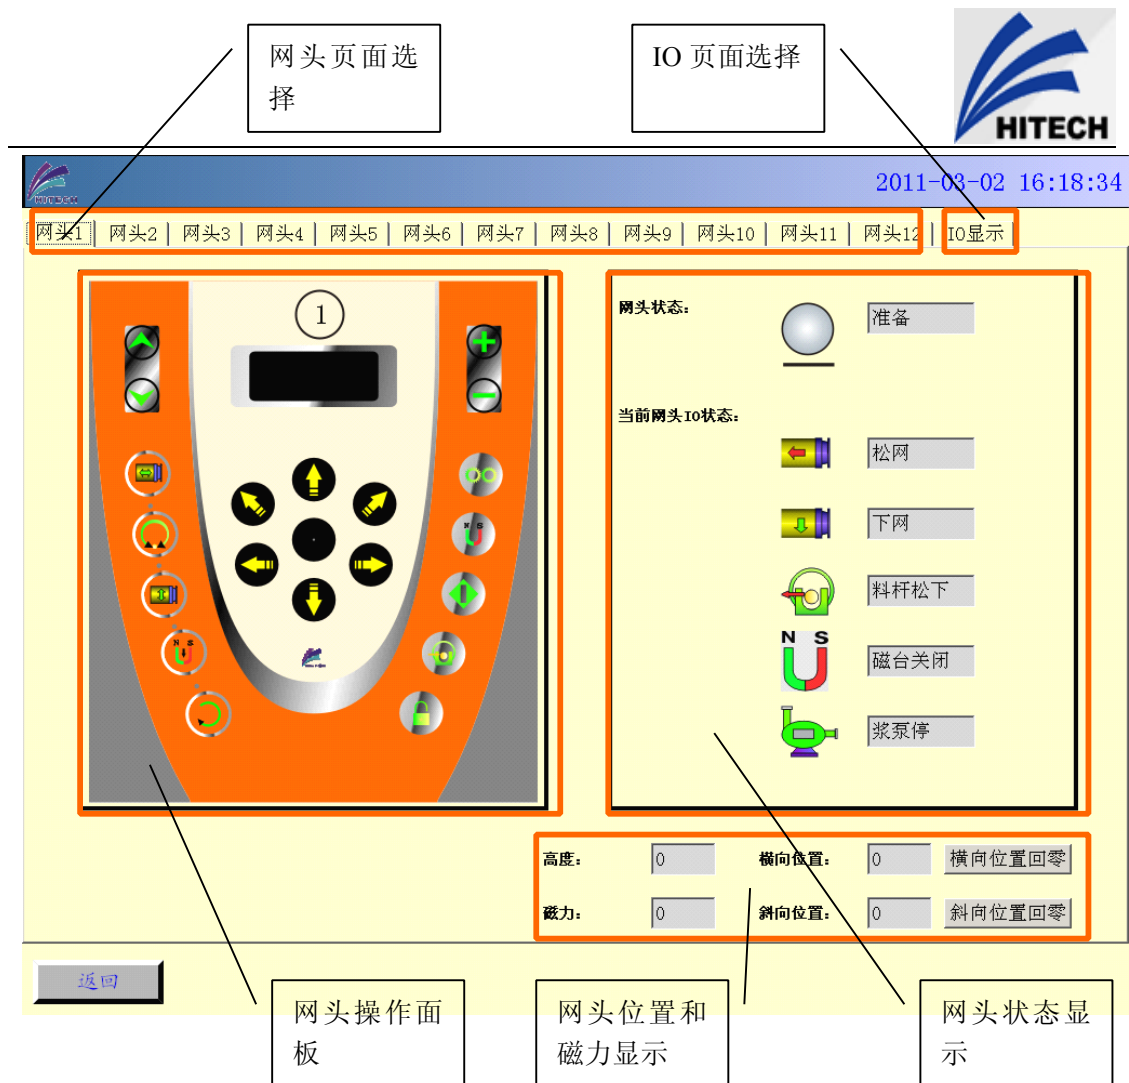 网头页面选
择
IO 页面选择
HITECH
HITECH
2011-03-02 16:18:34
网头1 网头2 网头3 网头4 网头5 网头6 网头7 网头8 网头9 网头10 网头11 网头12 IO显示
1
网头状态:
准备
当前网头IO状态:
松网
下网
料杆松下
N S
磁台关闭
浆泵停
N S
N S
高度: 0 横向位置: 0 横向位置回零
磁力: 0 斜向位置: 0 斜向位置回零
返回
网头操作面
板
网头位置和
磁力显示
网头状态显
示